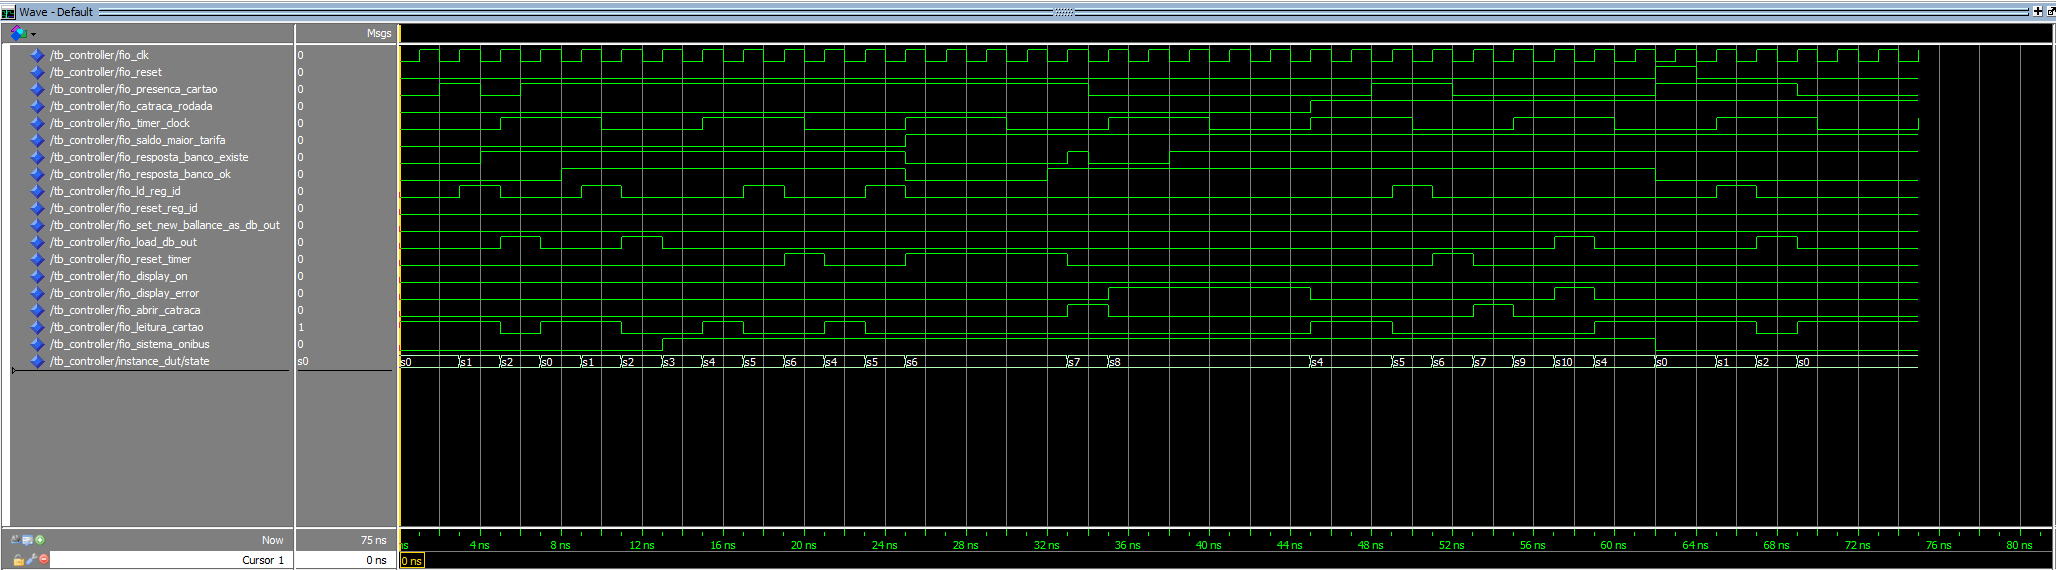 Wave - Default
Msgs
/tb_controller/fio_clk 0
/tb_controller/fio_reset 0
/tb_controller/fio_presenca_cartao 0
/tb_controller/fio_catraca_rodada 0
/tb_controller/fio_timer_clock 0
/tb_controller/fio_saldo_maior_tarifa 0
/tb_controller/fio_resposta_banco_existe 0
/tb_controller/fio_resposta_banco_ok 0
/tb_controller/fio_ld_reg_id 0
/tb_controller/fio_reset_reg_id 0
/tb_controller/fio_set_new_ballance_as_db_out 0
/tb_controller/fio_load_db_out 0
/tb_controller/fio_reset_timer 0
/tb_controller/fio_display_on 0
/tb_controller/fio_display_error 0
/tb_controller/fio_abrir_catraca 0
/tb_controller/fio_leitura_cartao 1
/tb_controller/fio_sistema_onibus 0
/tb_controller/instance_dut/state s0 s0 s1 s2 s0 s1 s2 s3 s4 s5 s6 s4 s5 s6 s7 s8 s4 s5 s6 s7 s9 s10 s4 s0 s1 s2 s0
Now 75 ns ns 4 ns 8 ns 12 ns 16 ns 20 ns 24 ns 28 ns 32 ns 36 ns 40 ns 44 ns 48 ns 52 ns 56 ns 60 ns 64 ns 68 ns 72 ns 76 ns 80 ns
Cursor 1 0 ns 0 ns